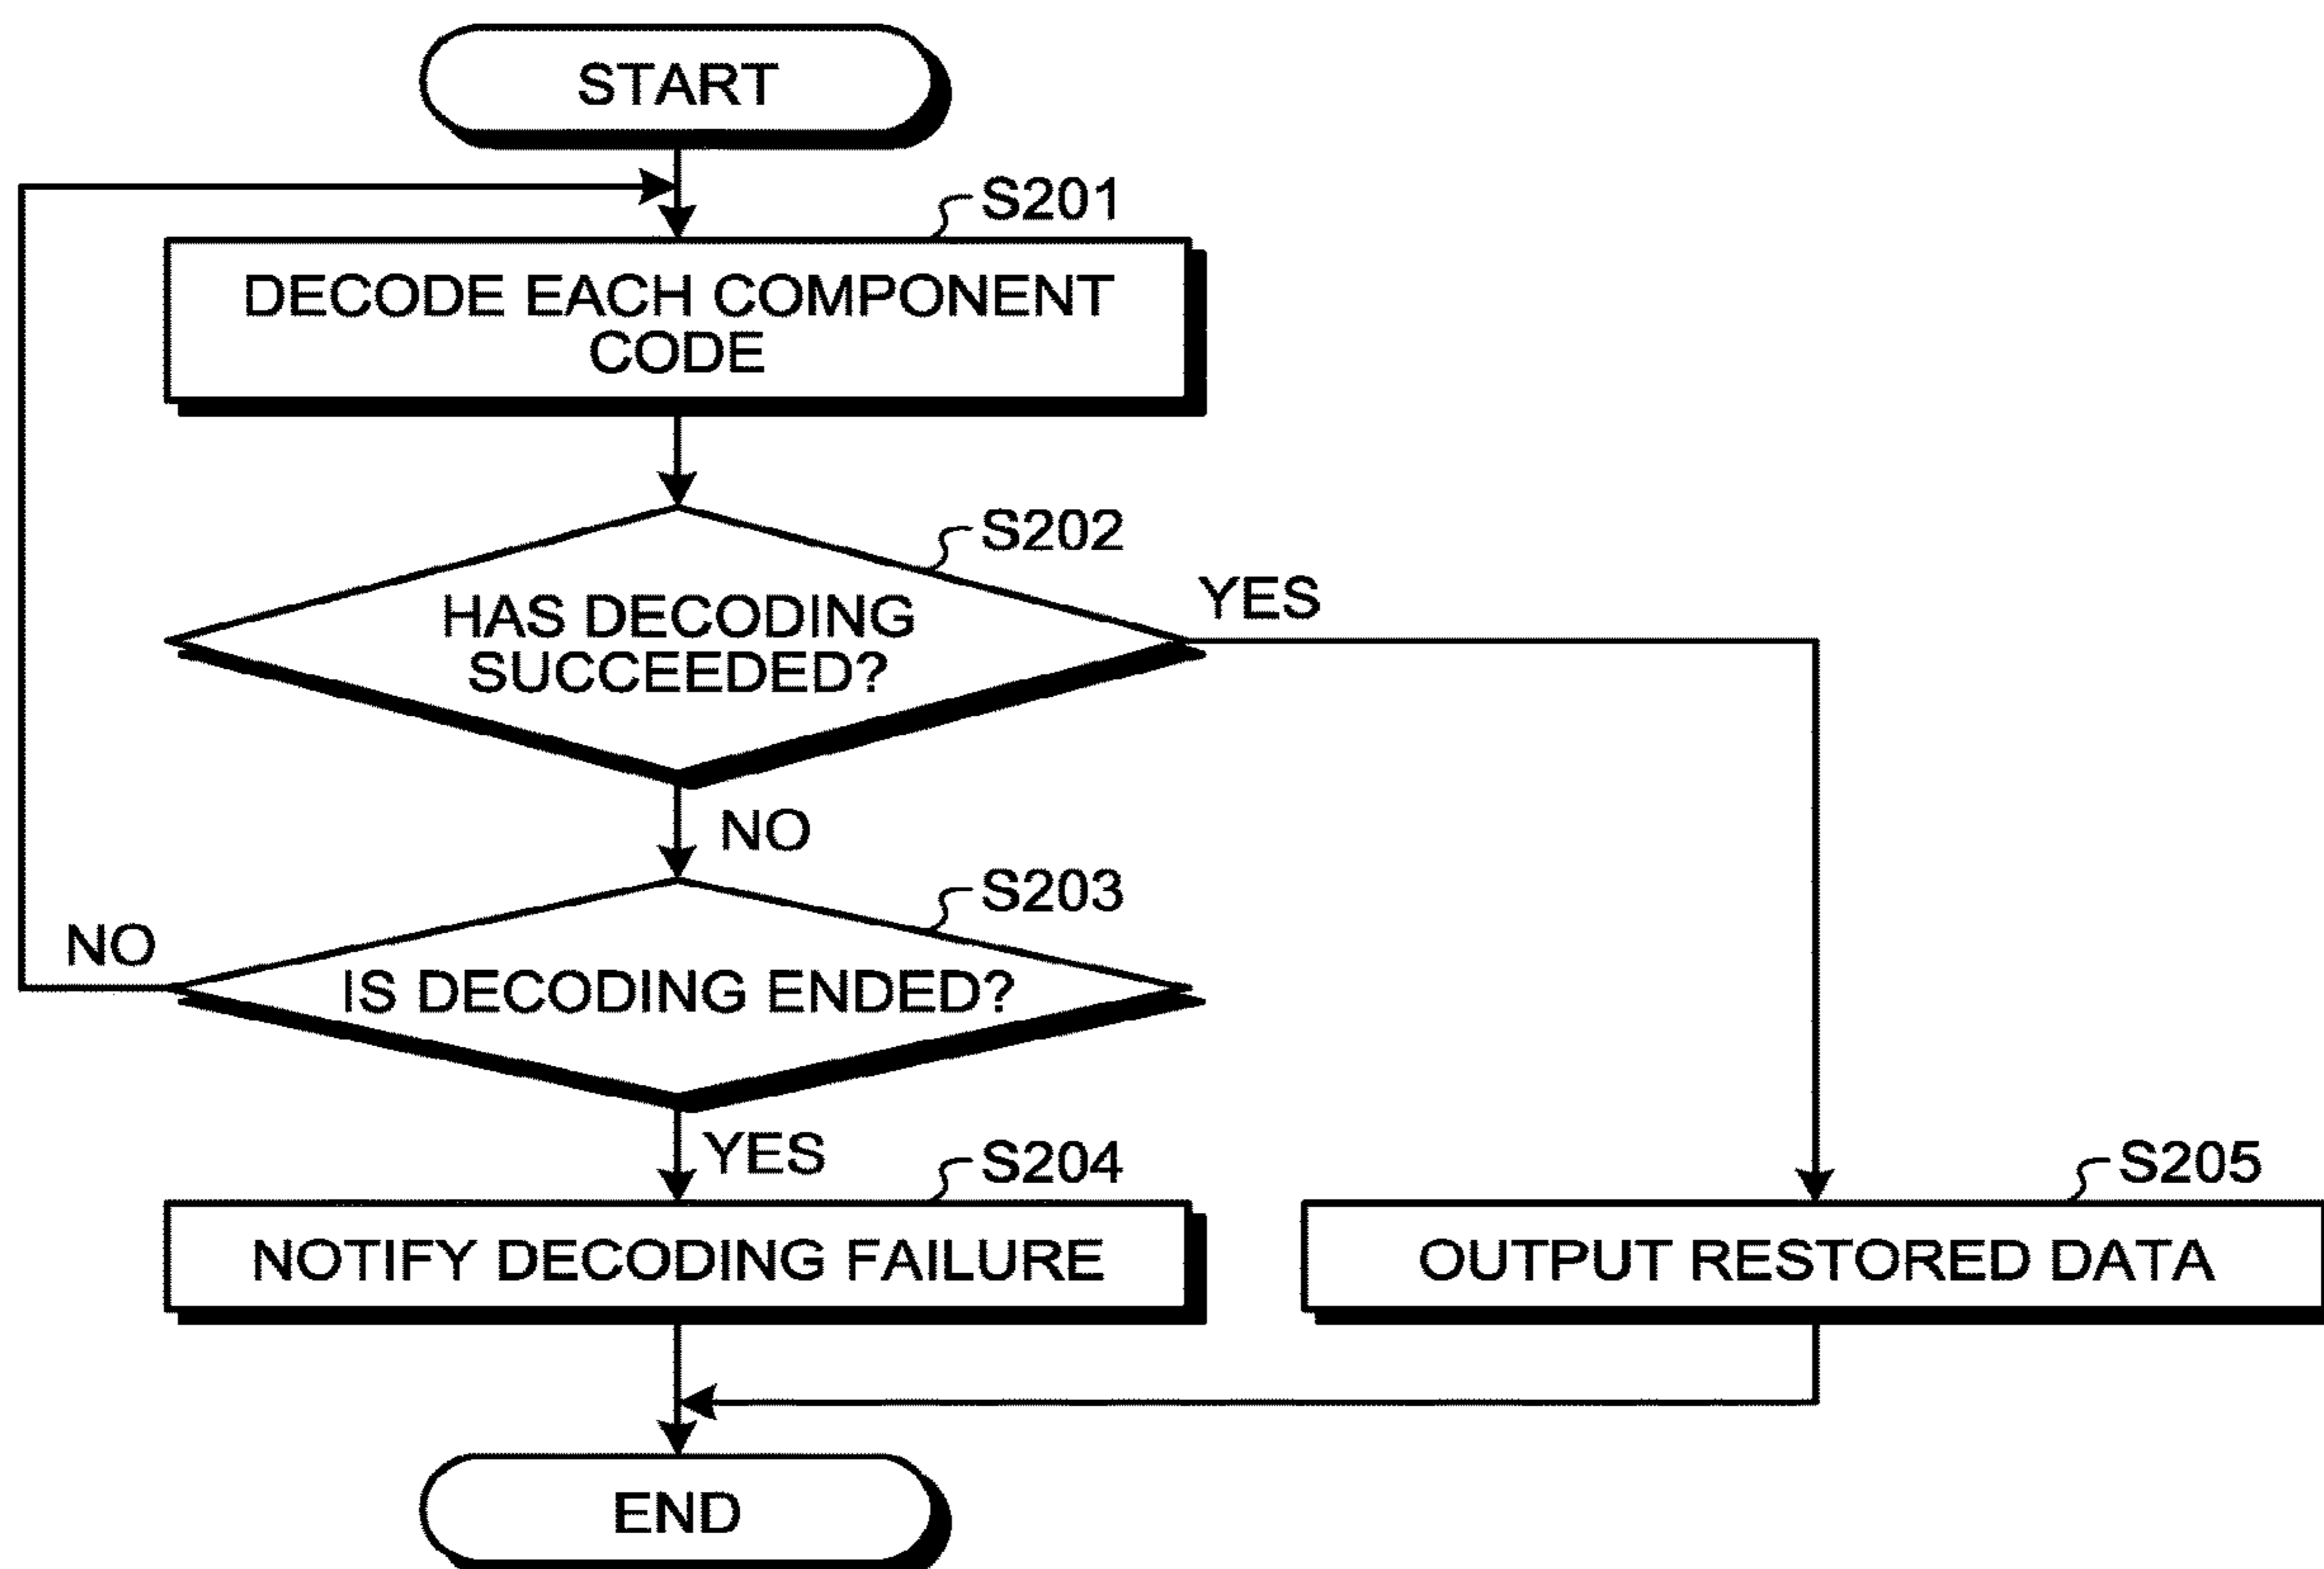 START
S201
DECODE EACH COMPONENT
CODE
S202
HAS DECODING
SUCCEEDED?
YES
NO
S203
NO
IS DECODING ENDED?
YES
S204
NOTIFY DECODING FAILURE
S205
OUTPUT RESTORED DATA
END